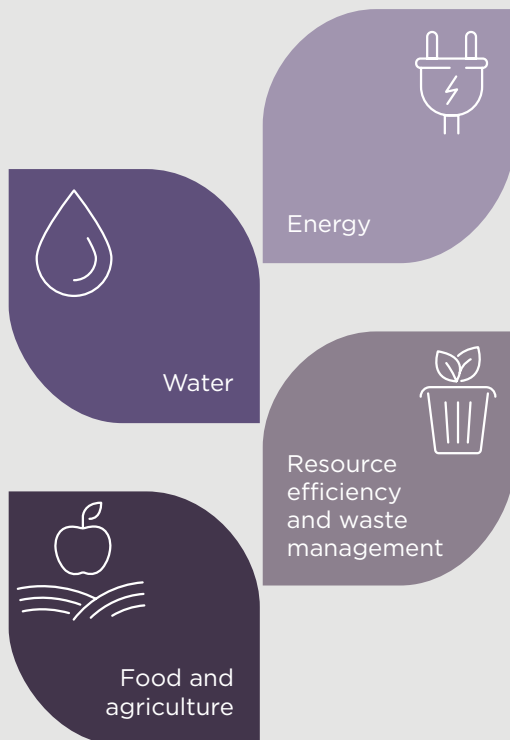 Energy
Water
Resource
efficiency
and waste
management
Food and
agriculture